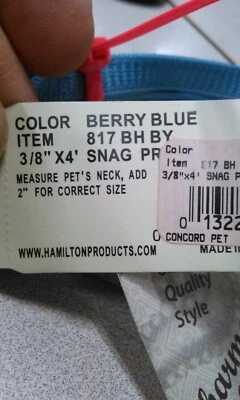 COLOR BERRY BLUE
ITEM 817 BH BY
3/8" X4' SNAG PR
MEASURE PET'S NECK, ADD
2" FOR CORRECT SIZE
WWW.HAMILTONPRODUCTS.COM
MADE
Color
Item 817 BH
3/8"x4' SNAG P
0 1322
CONCORD PET
Quality
Style